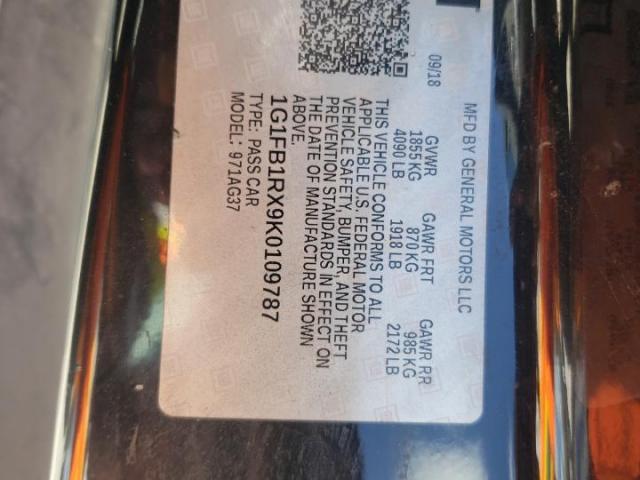 MFD BY GENERAL MOTORS LLC
09/18 GVWR GAWR FRT GAWR RR
1855 KG 870 KG 985 KG
4090 LB 1918 LB 2172 LB
THIS VEHICLE CONFORMS TO ALL
APPLICABLE U.S. FEDERAL MOTOR
VEHICLE SAFETY, BUMPER, AND THEFT
PREVENTION STANDARDS IN EFFECT ON
THE DATE OF MANUFACTURE SHOWN
ABOVE.
1G1FB1RX9K0109787
TYPE: PASS CAR
MODEL: 971AG37